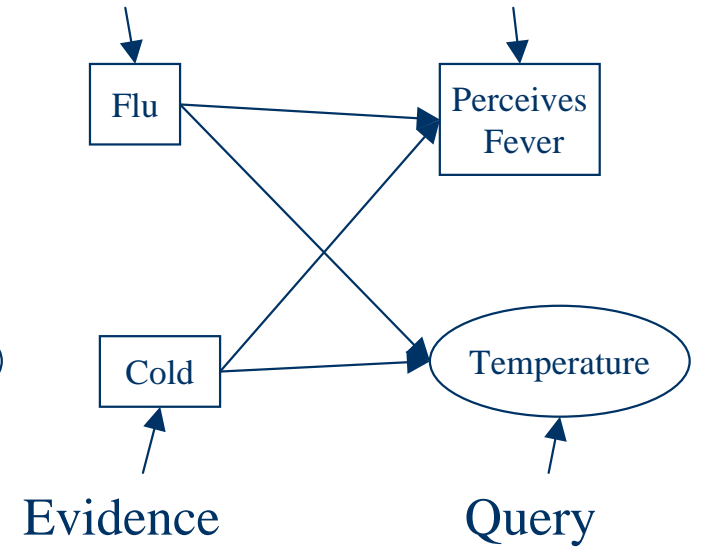 Flu
Perceives
Fever
Cold
Temperature
Evidence
Query